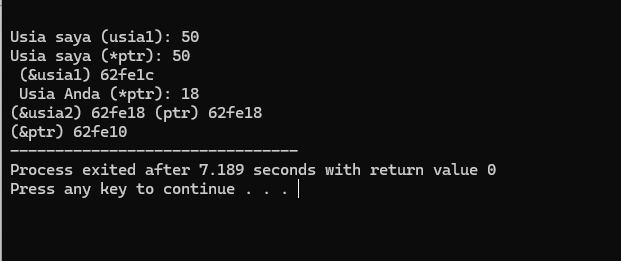 Usia saya (usia1): 50
Usia saya (*ptr): 50
(&usia1) 62fe1c
Usia Anda (*ptr): 18
(&usia2) 62fe18 (ptr) 62fe18
(&ptr) 62fe10
--------------------------------
Process exited after 7.189 seconds with return value 0
Press any key to continue . . .